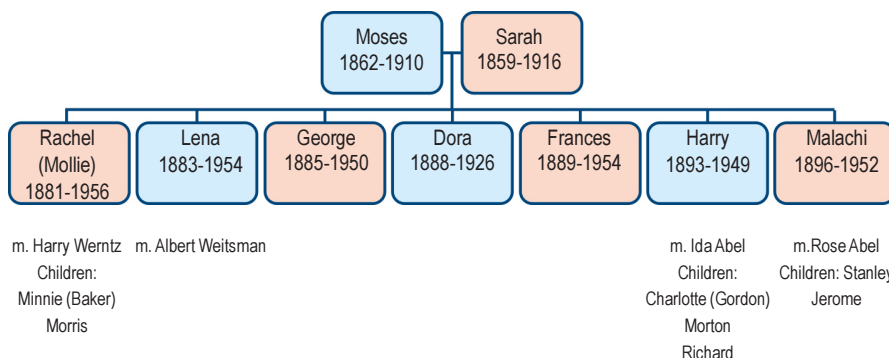 Moses
1862-1910
Sarah
1859-1916
Rachel
(Mollie)
1881-1956
Lena
1883-1954
George
1885-1950
Dora
1888-1926
Frances
1889-1954
Harry
1893-1949
Malachi
1896-1952
m. Harry Werntz
Children:
Minnie (Baker)
Morris
m. Albert Weitsman
m. Ida Abel
Children:
Charlotte (Gordon)
Morton
Richard
m.Rose Abel
Children: Stanley
Jerome